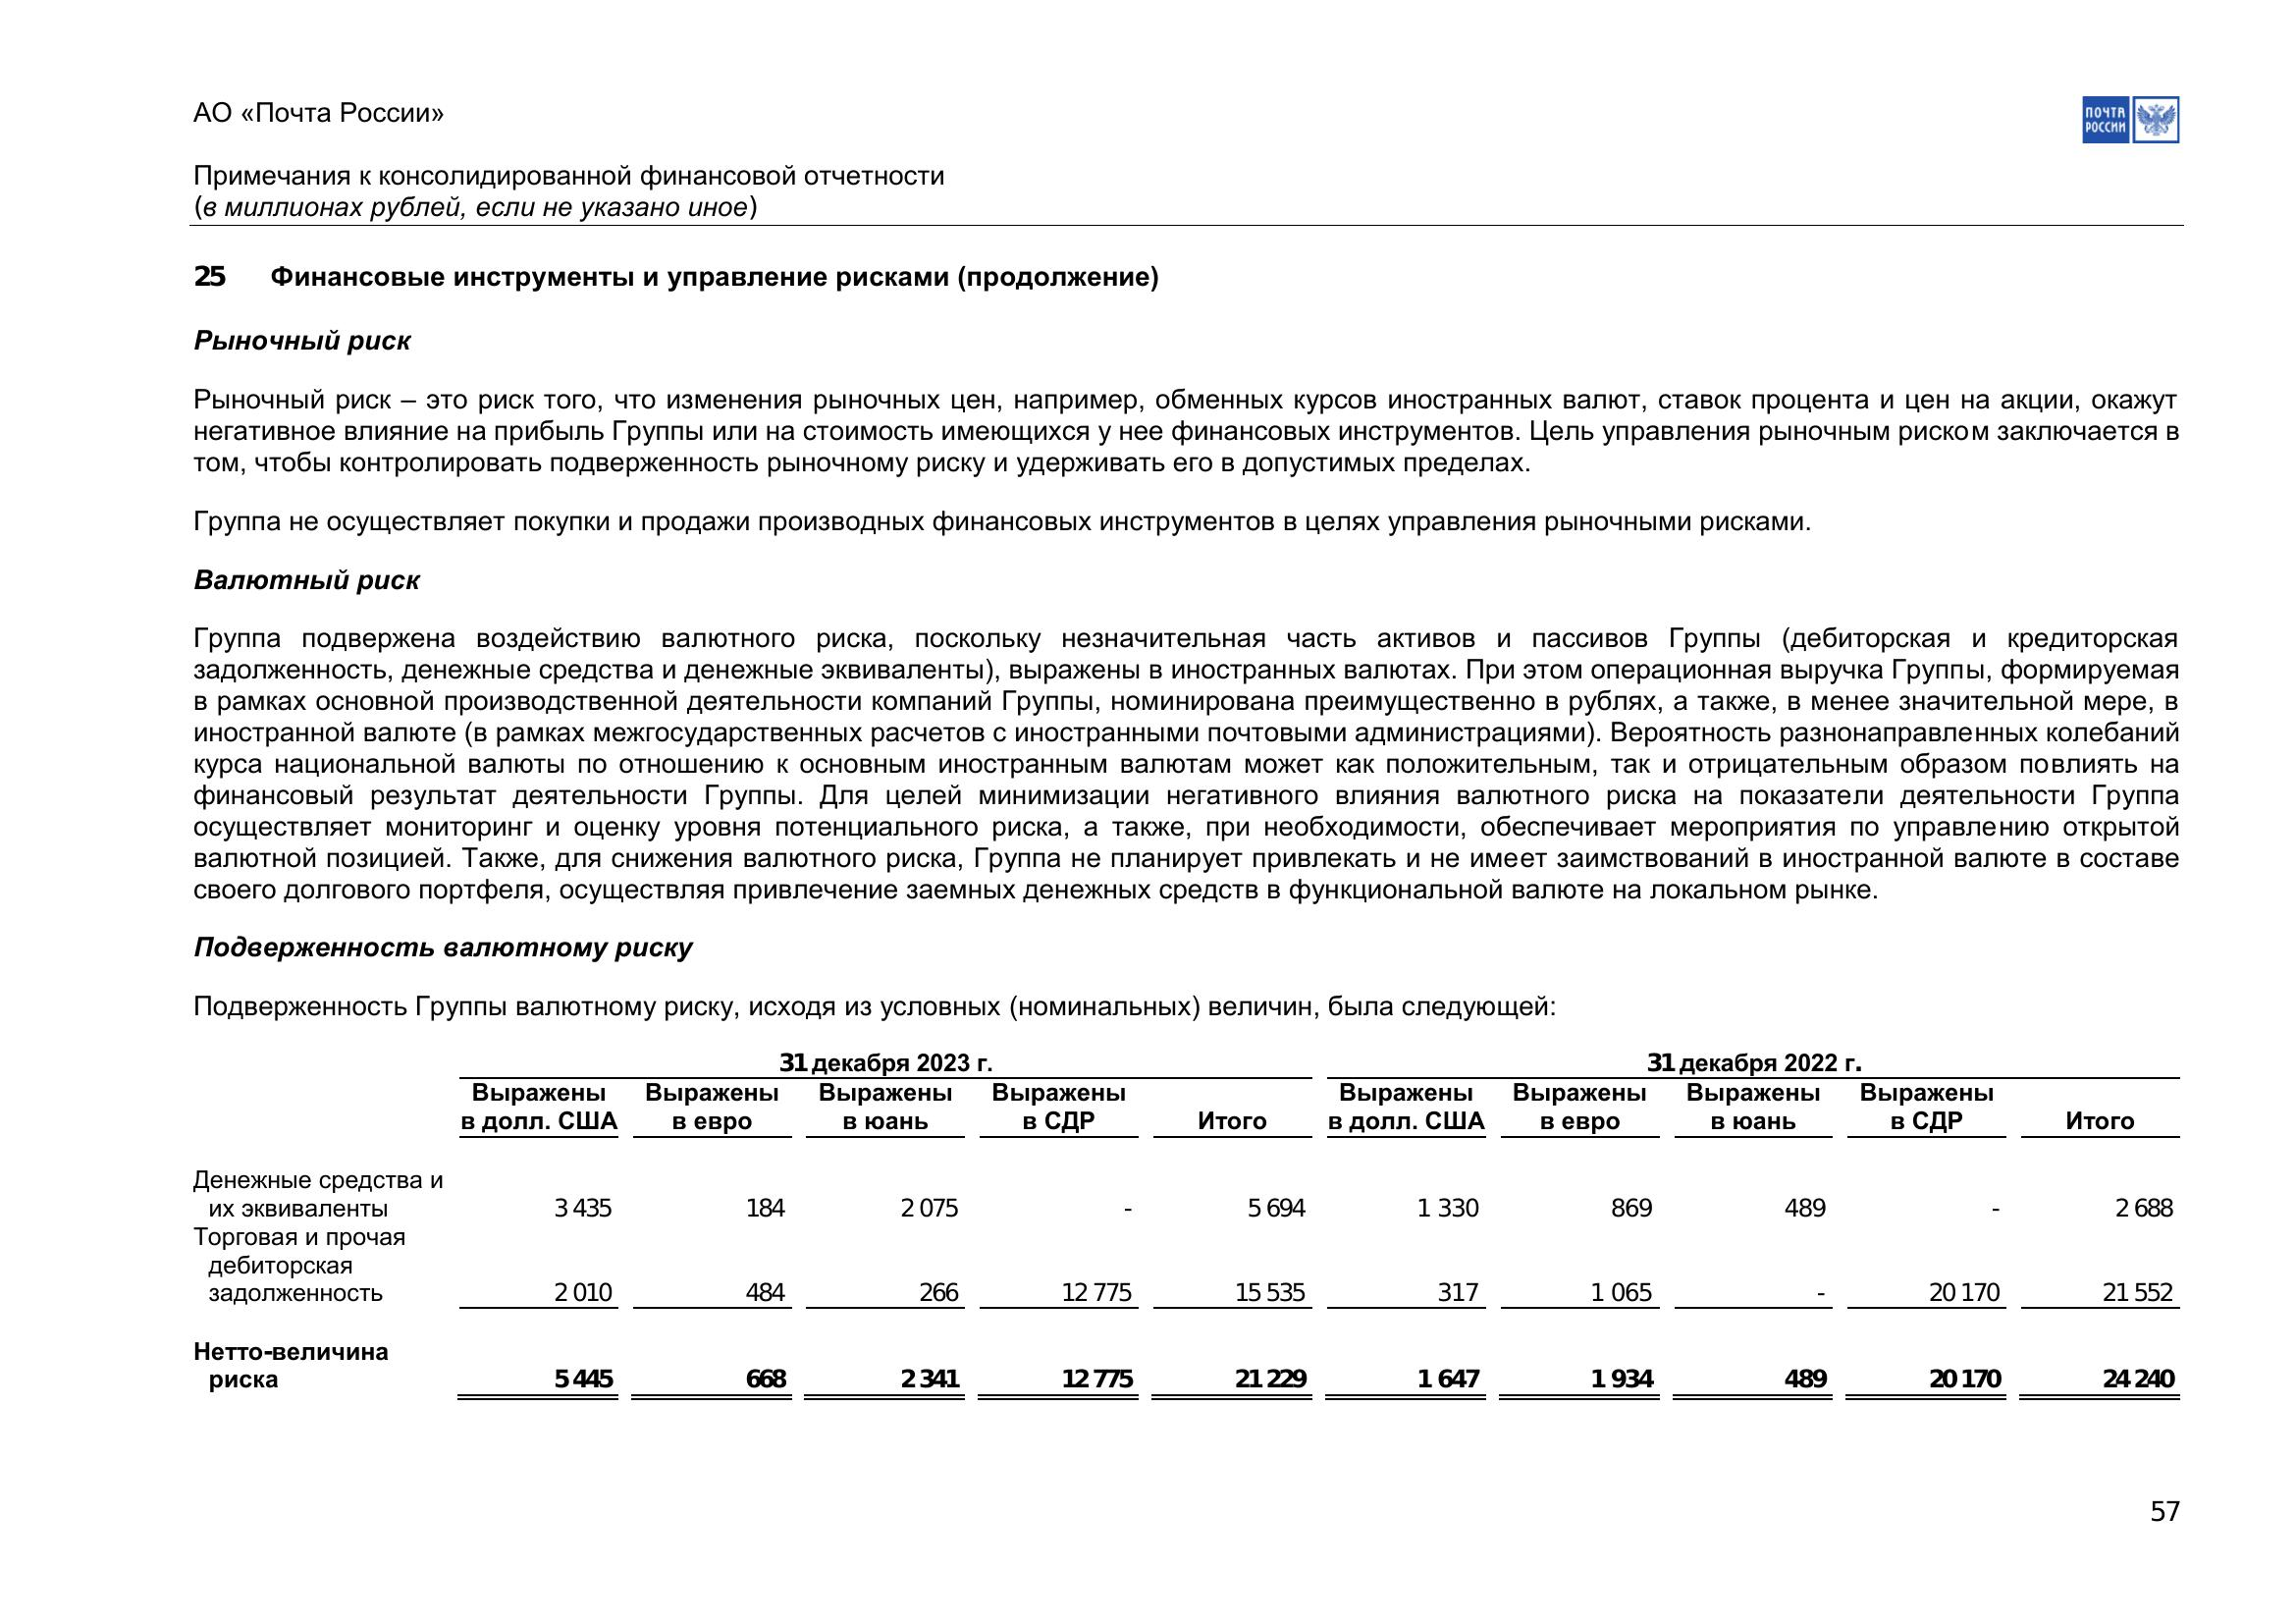 АО «Почта России»
ПОЧТА
РОССИИ
Примечания к консолидированной финансовой отчетности
(в миллионах рублей, если не указано иное)
25 Финансовые инструменты и управление рисками (продолжение)
Рыночный риск
Рыночный риск – это риск того, что изменения рыночных цен, например, обменных курсов иностранных валют, ставок процента и цен на акции, окажут
негативное влияние на прибыль Группы или на стоимость имеющихся у нее финансовых инструментов. Цель управления рыночным риском заключается в
том, чтобы контролировать подверженность рыночному риску и удерживать его в допустимых пределах.
Группа не осуществляет покупки и продажи производных финансовых инструментов в целях управления рыночными рисками.
Валютный риск
Группа подвержена воздействию валютного риска, поскольку незначительная часть активов и пассивов Группы (дебиторская и кредиторская
задолженность, денежные средства и денежные эквиваленты), выражены в иностранных валютах. При этом операционная выручка Группы, формируемая
в рамках основной производственной деятельности компаний Группы, номинирована преимущественно в рублях, а также, в менее значительной мере, в
иностранной валюте (в рамках межгосударственных расчетов с иностранными почтовыми администрациями). Вероятность разнонаправленных колебаний
курса национальной валюты по отношению к основным иностранным валютам может как положительным, так и отрицательным образом повлиять на
финансовый результат деятельности Группы. Для целей минимизации негативного влияния валютного риска на показатели деятельности Группа
осуществляет мониторинг и оценку уровня потенциального риска, а также, при необходимости, обеспечивает мероприятия по управлению открытой
валютной позицией. Также, для снижения валютного риска, Группа не планирует привлекать и не имеет заимствований в иностранной валюте в составе
своего долгового портфеля, осуществляя привлечение заемных денежных средств в функциональной валюте на локальном рынке.
Подверженность валютному риску
Подверженность Группы валютному риску, исходя из условных (номинальных) величин, была следующей:
31 декабря 2023 г. 31 декабря 2022 г.
Выражены Выражены Выражены Выражены Выражены Выражены Выражены Выражены
в долл. США в евро в юань в СДР Итого в долл. США в евро в юань в СДР Итого
Денежные средства и
их эквиваленты 3 435 184 2 075 - 5 694 1 330 869 489 - 2 688
Торговая и прочая
дебиторская
задолженность 2 010 484 266 12 775 15 535 317 1 065 - 20 170 21 552
Нетто-величина
риска 5 445 668 2 341 12 775 21 229 1 647 1 934 489 20 170 24 240
57